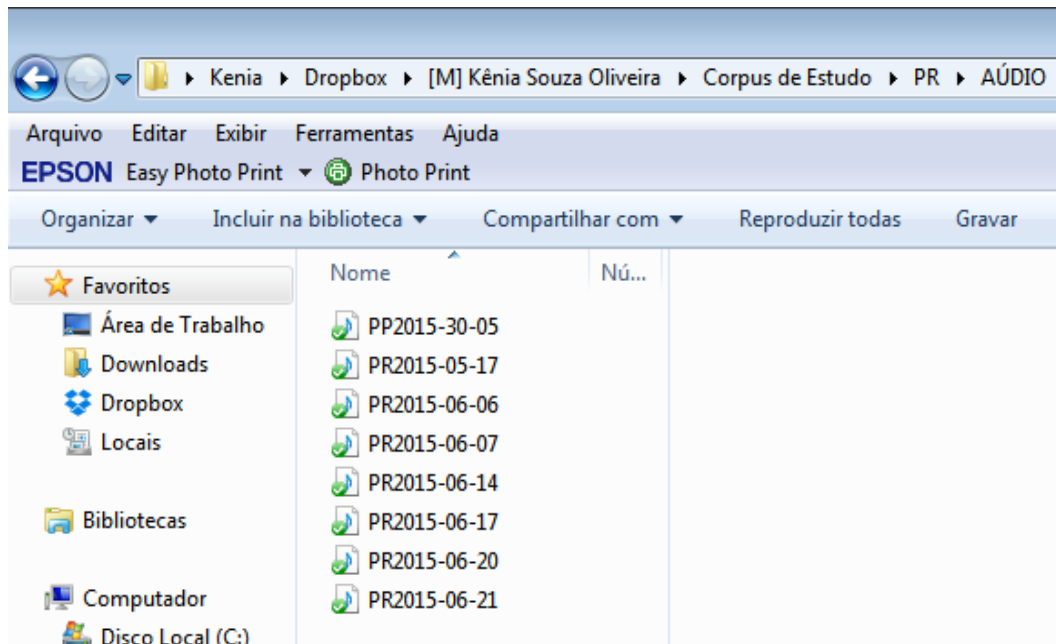 Kenia Dropbox [M] Kênia Souza Oliveira Corpus de Estudo PR AÚDIO
Arquivo Editar Exibir Ferramentas Ajuda
EPSON Easy Photo Print Photo Print
Organizar Incluir na biblioteca Compartilhar com Reproduzir todas Gravar
Favoritos
Área de Trabalho
Downloads
Dropbox
Locais
Bibliotecas
Computador
Disco Local (C:)
Nome Nú...
PP2015-30-05
PR2015-05-17
PR2015-06-06
PR2015-06-07
PR2015-06-14
PR2015-06-17
PR2015-06-20
PR2015-06-21